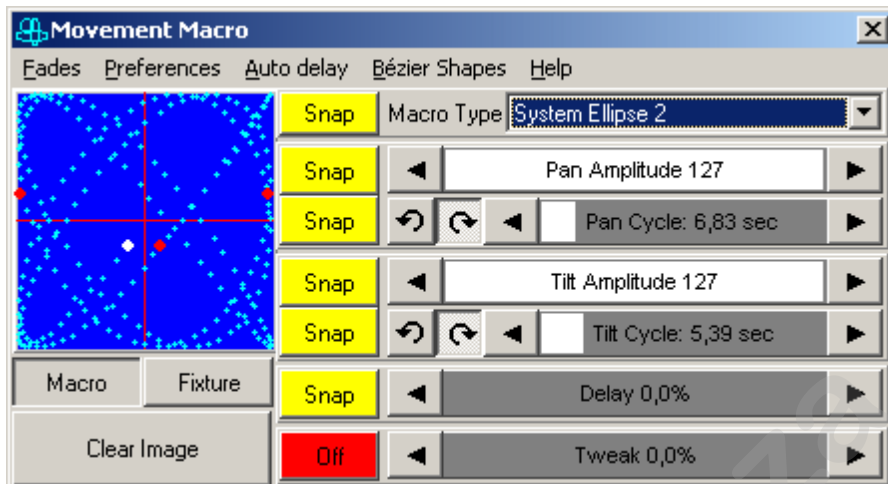 Movement Macro
Fades Preferences Auto delay Bézier Shapes Help
Snap Macro Type System Ellipse 2
Snap Pan Amplitude 127
Snap Pan Cycle: 6,83 sec
Snap Tilt Amplitude 127
Snap Tilt Cycle: 5,39 sec
Macro Fixture Snap Delay 0,0%
Clear Image Off Tweak 0,0%